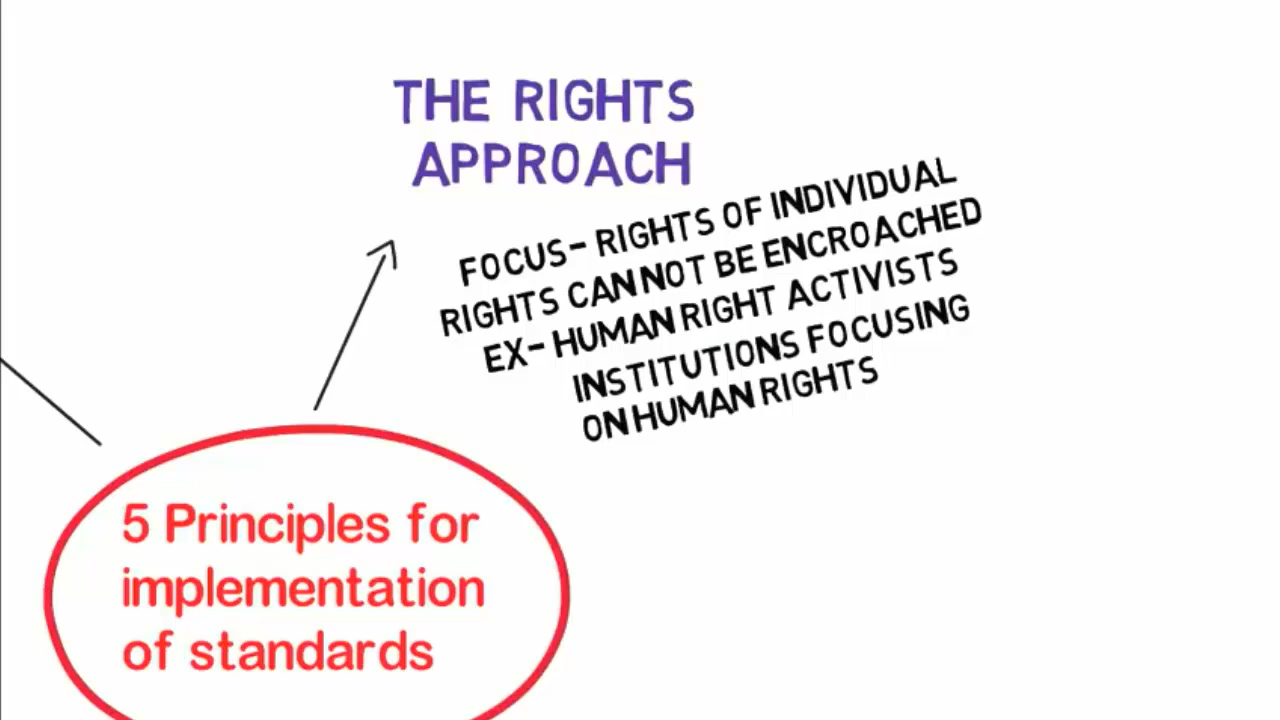 THE RIGHTS
APPROACH
FOCUS- RIGHTS OF INDIVIDUAL
RIGHTS CAN NOT BE ENCROACHED
EX- HUMAN RIGHT ACTIVISTS
INSTITUTIONS FOCUSING
ON HUMAN RIGHTS
5 Principles for
implementation
of standards